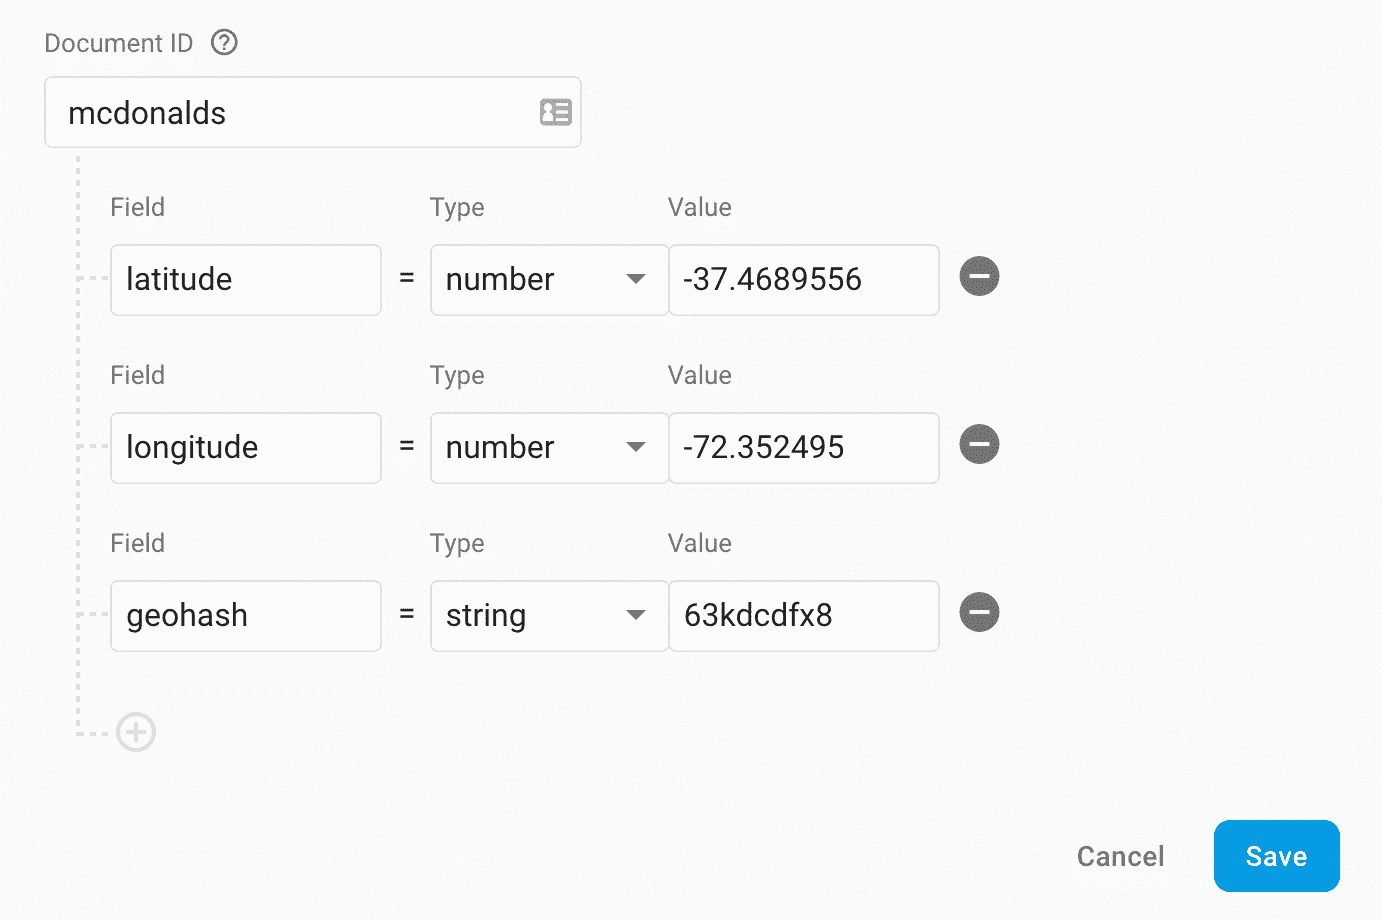 Document ID ?
mcdonalds
Field Type Value
latitude = number -37.4689556
Field Type Value
longitude = number -72.352495
Field Type Value
geohash = string 63kdcdfx8
Cancel Save